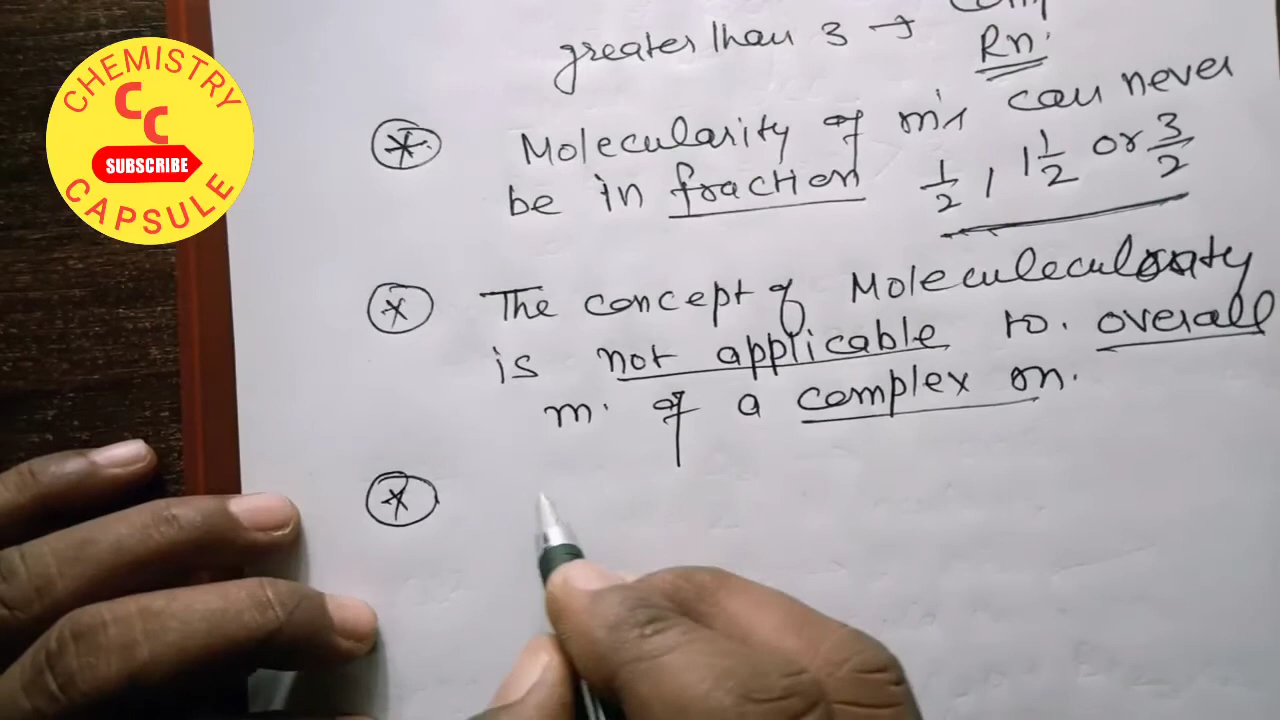 CHEMISTRY
CC
SUBSCRIBE
CAPSULE
greater than 3 →
Rn.
Molecularity of can never
be in fraction 1/2, 1 1/2 or 3/2
The concept of Moleculecularity
is not applicable to. overall
of a complex